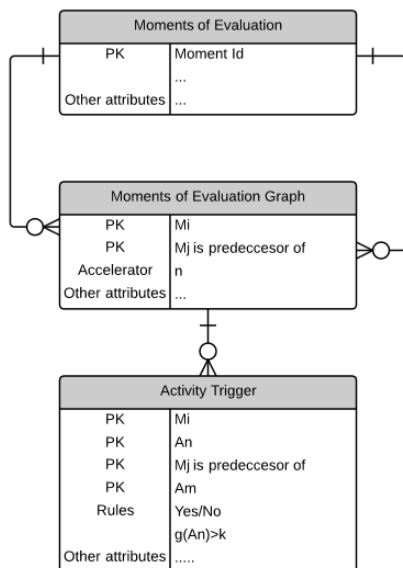 Moments of Evaluation
PK Moment Id
...
Other attributes ...
Moments of Evaluation Graph
PK Mi
PK Mj is predeccesor of
Accelerator n
Other attributes ...
Activity Trigger
PK Mi
PK An
PK Mj is predeccesor of
PK Am
Rules Yes/No
g(An)>k
Other attributes .....